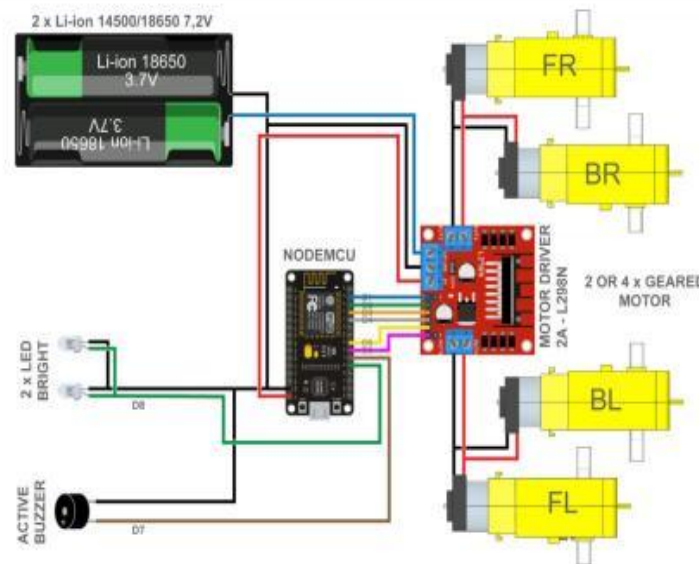 2 x Li-ion 14500/18650 7,2V
Li-ion 18650
3.7V
Li-ion 18650
3.7V
FR
BR
NODEMCU
MOTOR DRIVER
2A - L298N
2 OR 4 x GEARED
MOTOR
2 x LED
BRIGHT
D8
BL
ACTIVE
BUZZER
D7
FL